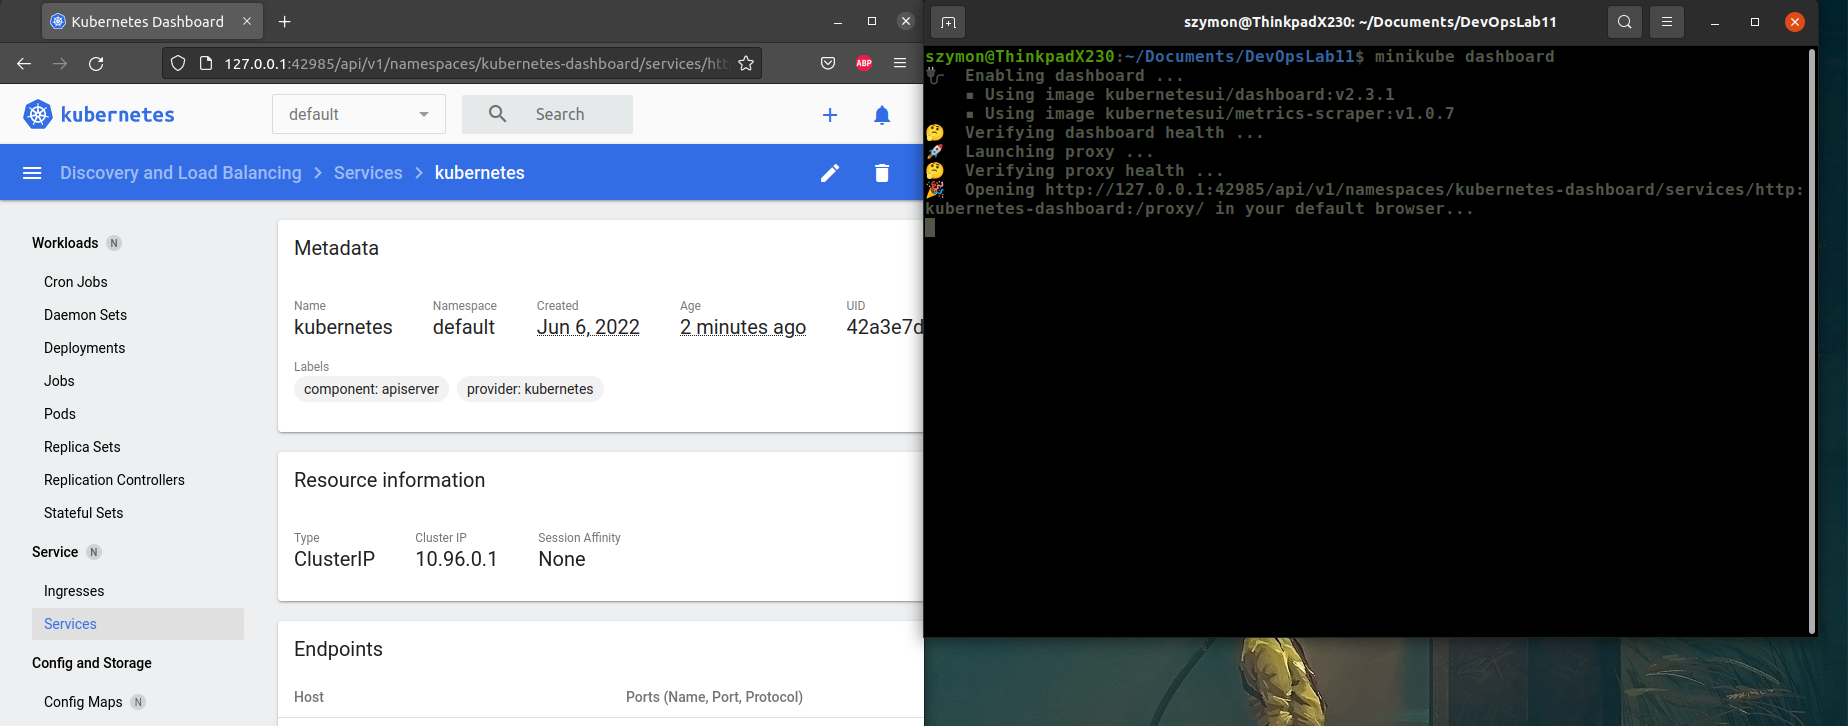 Kubernetes Dashboard
127.0.0.1:42985/api/v1/namespaces/kubernetes-dashboard/services/htt
ABP
kubernetes
default
Search
Discovery and Load Balancing
Services
kubernetes
Workloads N
Cron Jobs
Daemon Sets
Deployments
Jobs
Pods
Replica Sets
Replication Controllers
Stateful Sets
Service N
Ingresses
Services
Config and Storage
Config Maps N
Metadata
Name Namespace Created Age UID
kubernetes default Jun 6, 2022 2 minutes ago 42a3e7d
Labels
component: apiserver provider: kubernetes
Resource information
Type Cluster IP Session Affinity
ClusterIP 10.96.0.1 None
Endpoints
Host Ports (Name, Port, Protocol)
szymon@ThinkpadX230: ~/Documents/DevOpsLab11
szymon@ThinkpadX230:~/Documents/DevOpsLab11$ minikube dashboard
Enabling dashboard ...
▪ Using image kubernetesui/dashboard:v2.3.1
▪ Using image kubernetesui/metrics-scraper:v1.0.7
🤔 Verifying dashboard health ...
🚀 Launching proxy ...
🤔 Verifying proxy health ...
🎉 Opening http://127.0.0.1:42985/api/v1/namespaces/kubernetes-dashboard/services/http:
kubernetes-dashboard:/proxy/ in your default browser...